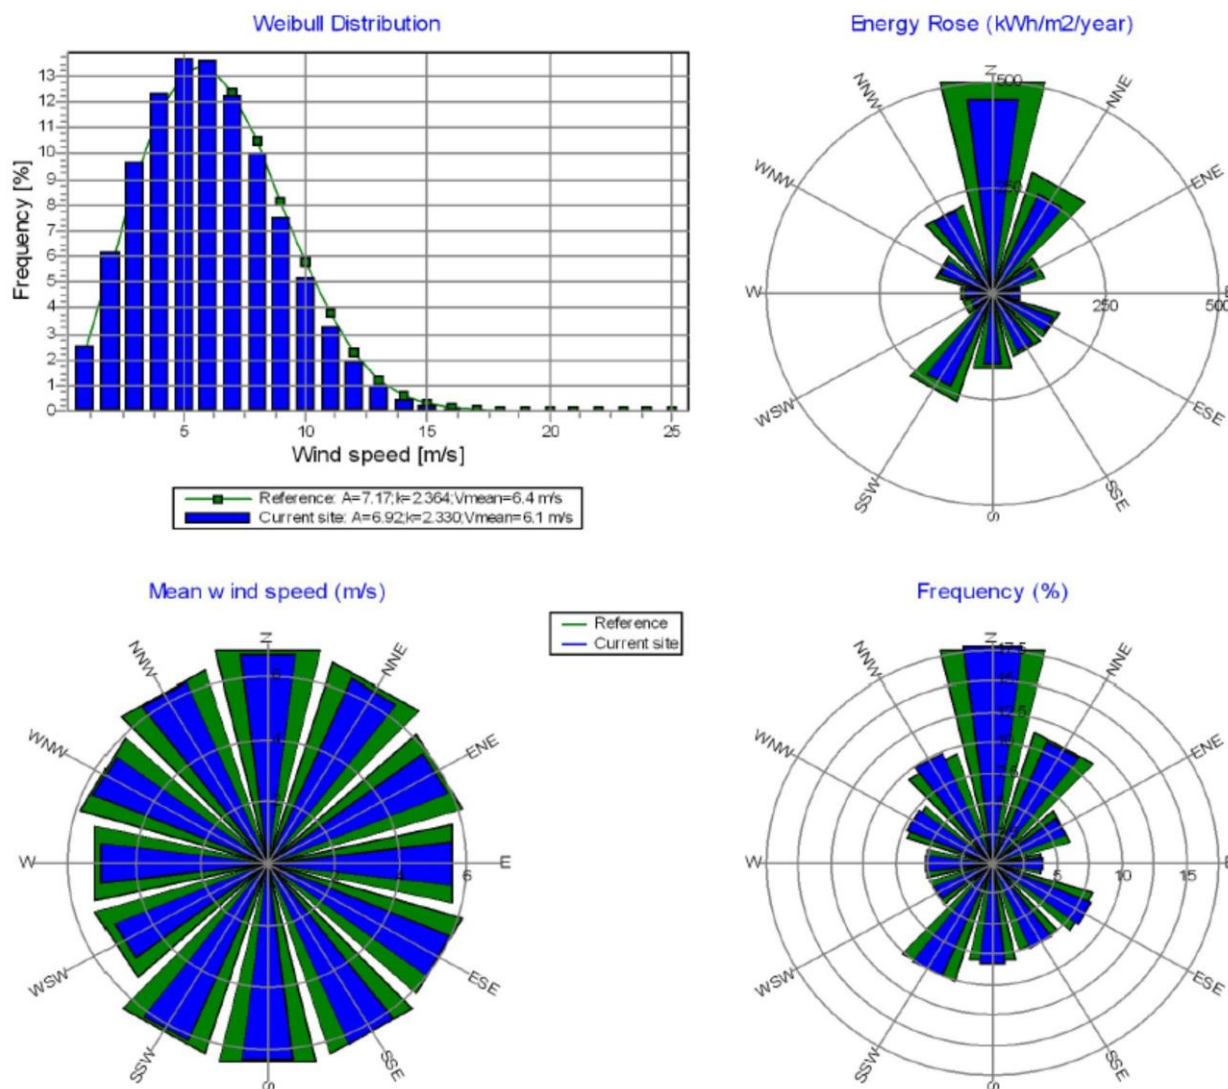 Weibull Distribution
Frequency [%]
13
12
11
10
9
8
7
6
5
4
3
2
1
0
5
10
15
20
25
Wind speed [m/s]
Reference: A=7.17;k=2.364;Vmean=6.4 m/s
Current site: A=6.92;k=2.330;Vmean=6.1 m/s
Energy Rose (kWh/m2/year)
N
500
NNW
NNE
WNW
250
ENE
W
250
500
WSW
ESE
SSW
SSE
S
Mean w ind speed (m/s)
N
NNW
NNE
WNW
4
ENE
W
6
E
WSW
ESE
SSW
SSE
S
Reference
Current site
Frequency (%)
N
NNW
NNE
WNW
ENE
W
5
10
15
WSW
ESE
SSW
SSE
S